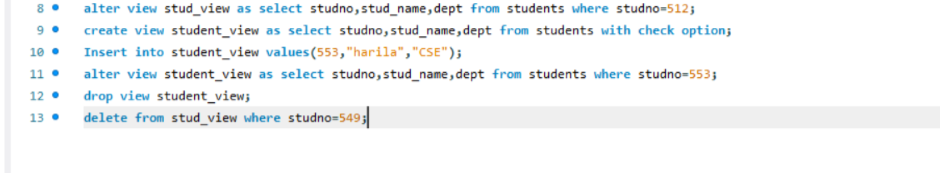 8 alter view stud_view as select studno,stud_name,dept from students where studno=512;
9 create view student_view as select studno,stud_name,dept from students with check option;
10 Insert into student_view values(553,"harila","CSE");
11 alter view student_view as select studno,stud_name,dept from students where studno=553;
12 drop view student_view;
13 delete from stud_view where studno=549;